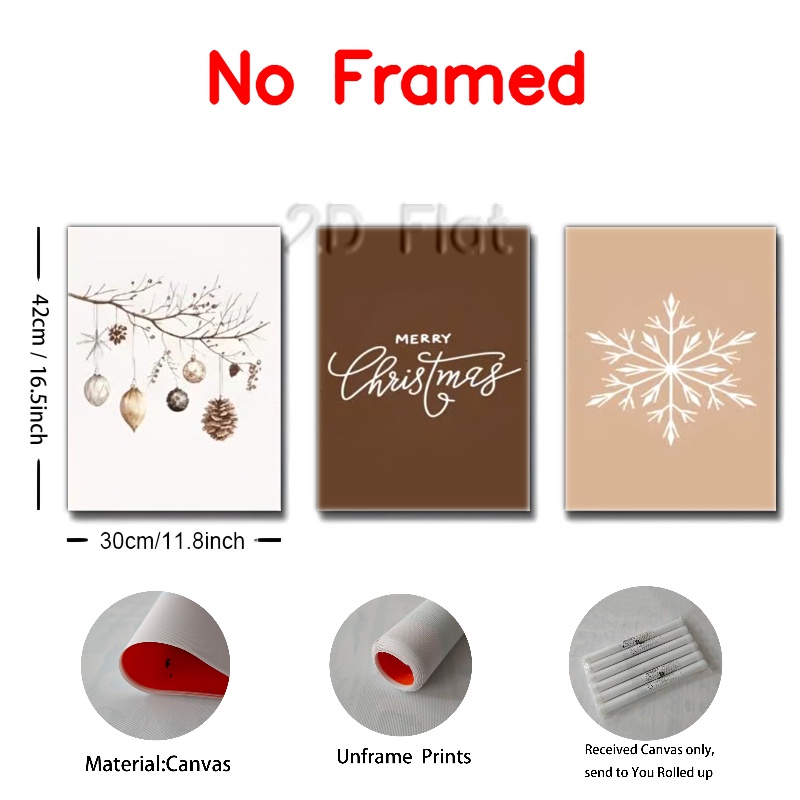 No Framed
2D Flat
42cm / 16.5inch
MERRY
Christmas
30cm/11.8inch
Material:Canvas
Unframe Prints
Received Canvas only,
send to You Rolled up